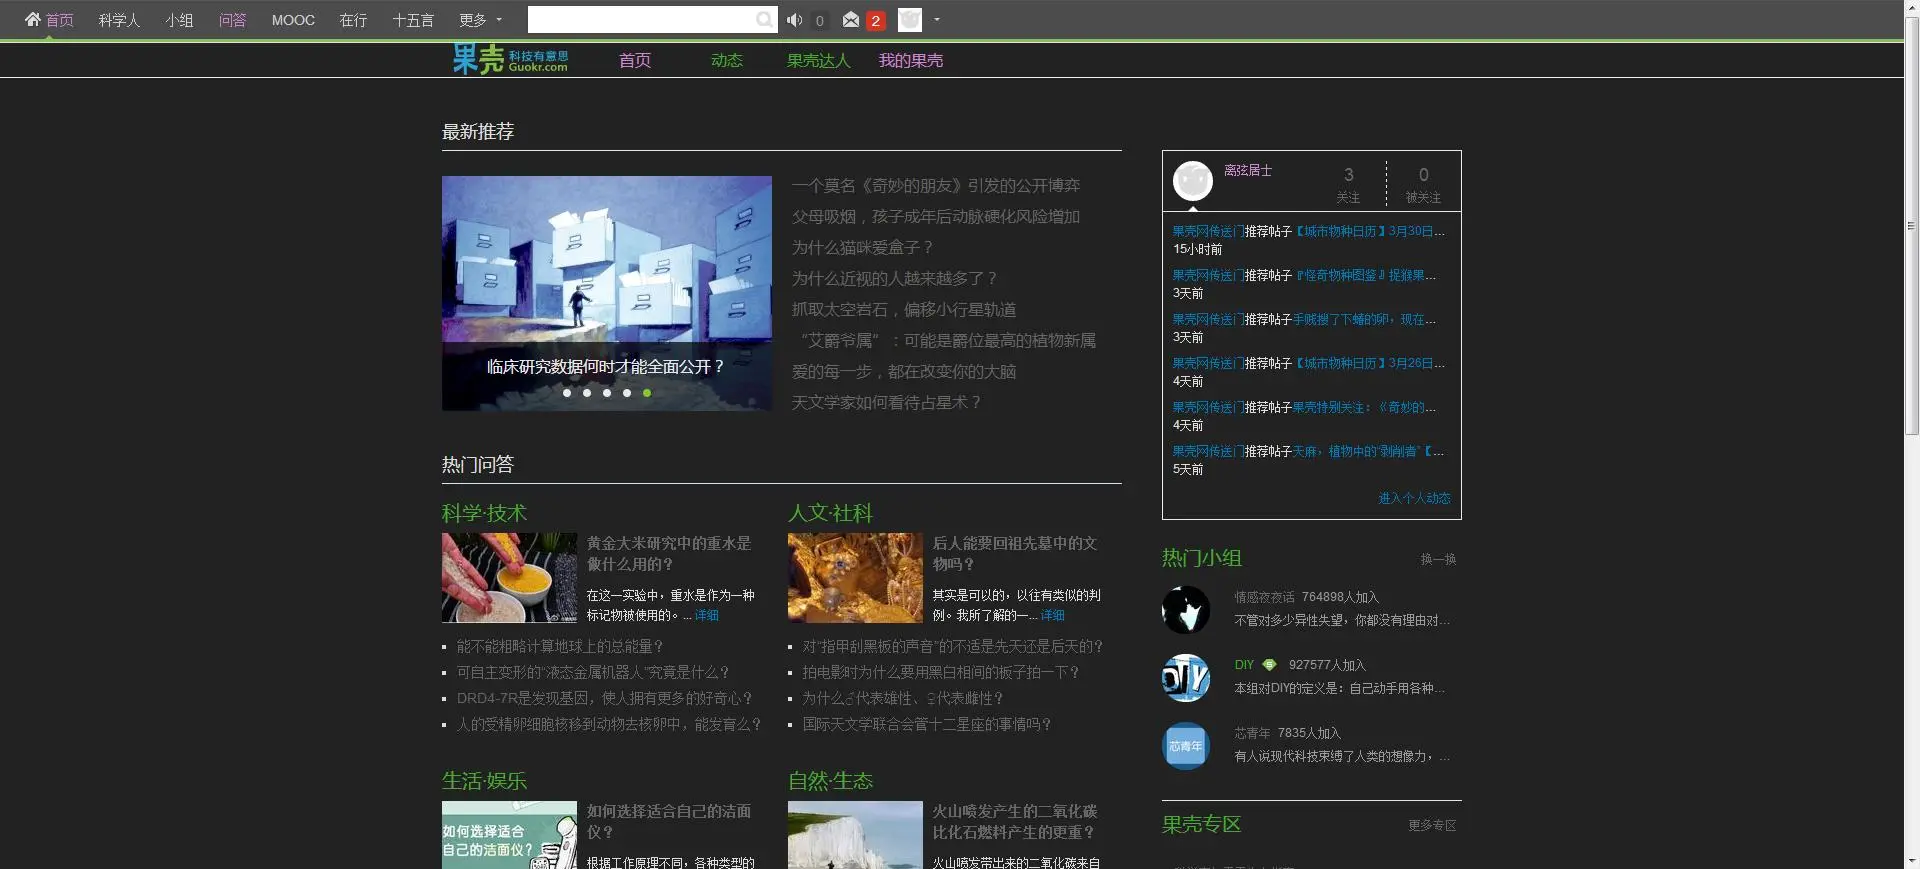 首页 科学人 小组 问答 MOOC 在行 十五言 更多 0 2
果壳 科技有意思 Guokr.com 首页 动态 果壳达人 我的果壳
最新推荐
临床研究数据何时才能全面公开？
一个莫名《奇妙的朋友》引发的公开博弈
父母吸烟，孩子成年后动脉硬化风险增加
为什么猫咪爱盒子？
为什么近视的人越来越多了？
抓取太空岩石，偏移小行星轨道
“艾爵爷属”：可能是爵位最高的植物新属
爱的每一步，都在改变你的大脑
天文学家如何看待占星术？
离弦居士
3 关注
0 被关注
果壳网传送门推荐帖子【城市物种日历】3月30日...
15小时前
果壳网传送门推荐帖子『怪奇物种图鉴』捉猴果...
3天前
果壳网传送门推荐帖子手贱搜了下蟠的卵，现在...
3天前
果壳网传送门推荐帖子【城市物种日历】3月26日...
4天前
果壳网传送门推荐帖子果壳特别关注：《奇妙的...
4天前
果壳网传送门推荐帖子天麻，植物中的“剥削者”【...
5天前
进入个人动态
热门问答
科学·技术
黄金大米研究中的重水是
做什么用的？
在这一实验中，重水是作为一种
标记物被使用的。... 详细
能不能粗略计算地球上的总能量？
可自主变形的“液态金属机器人”究竟是什么？
DRD4-7R是发现基因，使人拥有更多的好奇心？
人的受精卵细胞核移到动物去核卵中，能发育么？
人文·社科
后人能要回祖先墓中的文
物吗？
其实是可以的，以往有类似的判
例。我所了解的一... 详细
对“指甲刮黑板的声音”的不适是先天还是后天的？
拍电影时为什么要用黑白相间的板子拍一下？
为什么♂代表雄性、♀代表雌性？
国际天文学联合会管十二星座的事情吗？
热门小组 换一换
情感夜夜话 764898人加入
不管对多少异性失望，你都没有理由对...
DIY
DIY 927577人加入
本组对DIY的定义是：自己动手用各种...
芯青年
芯青年 7835人加入
有人说现代科技束缚了人类的想像力，...
生活·娱乐
如何选择适合
自己的洁面仪？
如何选择适合自己的洁面
仪？
根据工作原理不同，各种类型的
自然·生态
火山喷发产生的二氧化碳
比化石燃料产生的更重？
火山喷发带出来的二氧化碳来自
果壳专区 更多专区